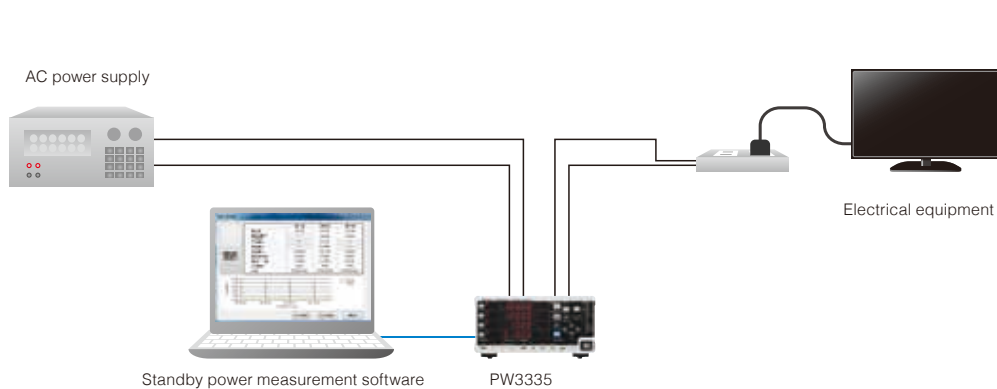 AC power supply
Electrical equipment
Standby power measurement software
PW3335